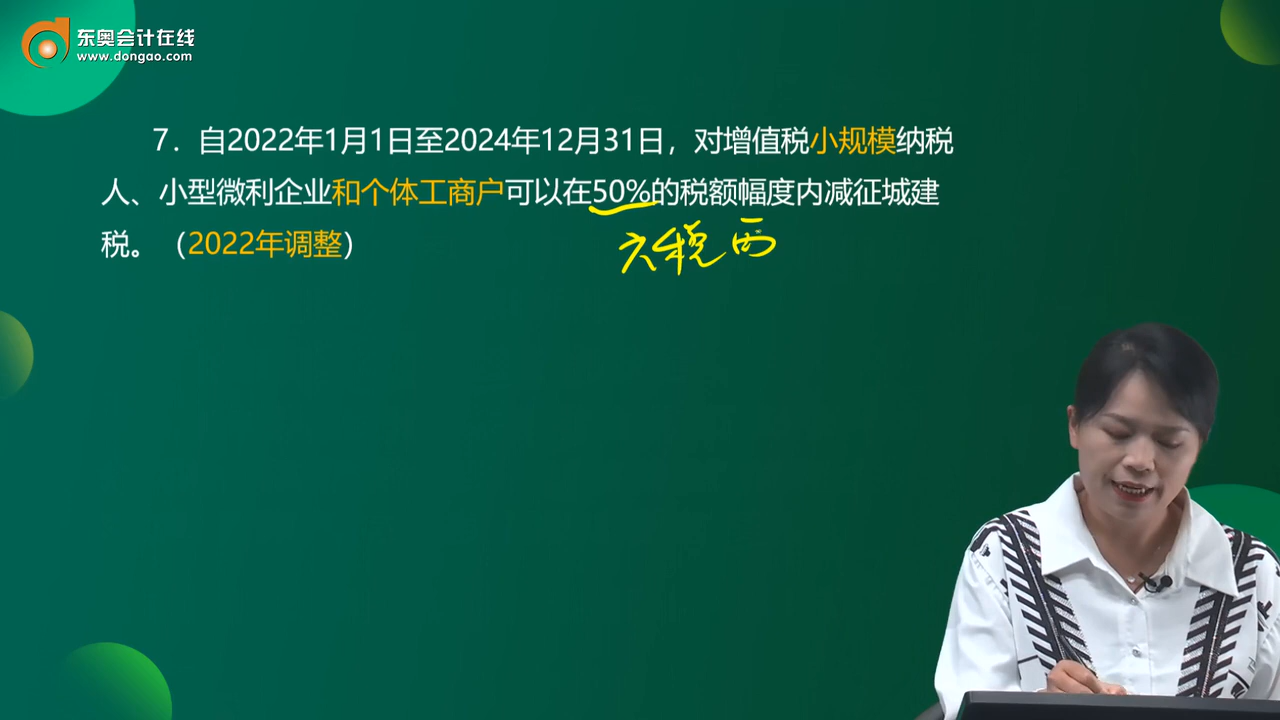 东奥会计在线
www.dongao.com
7．自2022年1月1日至2024年12月31日，对增值税小规模纳税
人、小型微利企业和个体工商户可以在50%的税额幅度内减征城建
税。（2022年调整）
六税两